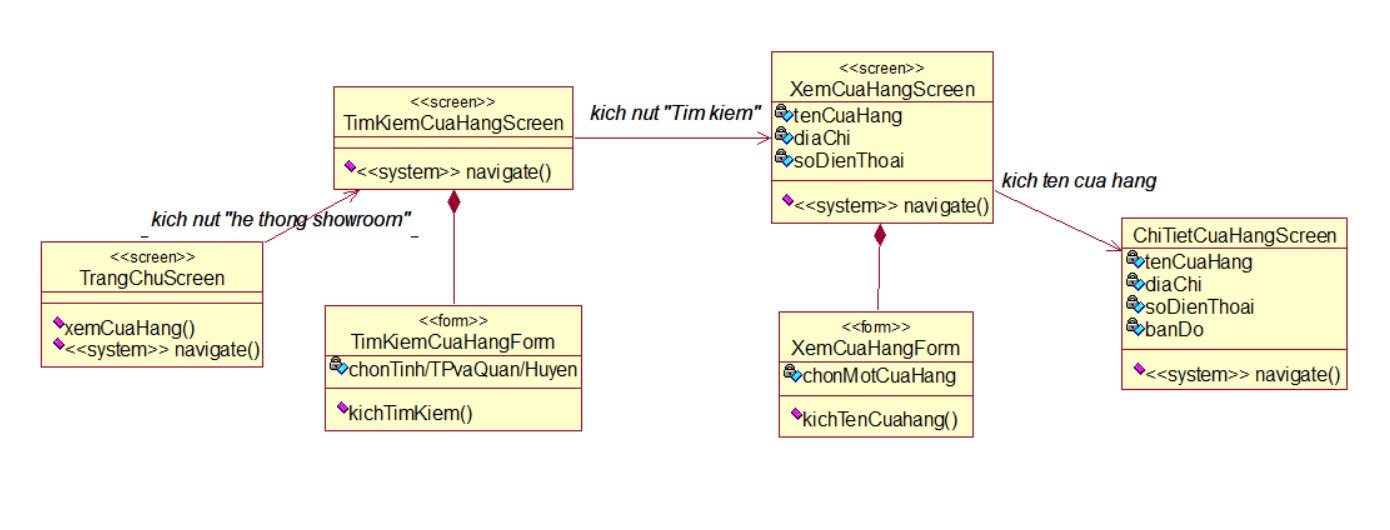 <<screen>>
TrangChuScreen
xemCuaHang()
<<system>> navigate()
_ kich nut "he thong showroom" _
<<screen>>
TimKiemCuaHangScreen
<<system>> navigate()
<<form>>
TimKiemCuaHangForm
chonTinh/TPvaQuan/Huyen
kichTimKiem()
kich nut "Tim kiem"
<<screen>>
XemCuaHangScreen
tenCuaHang
diaChi
soDienThoai
<<system>> navigate()
<<form>>
XemCuaHangForm
chonMotCuaHang
kichTenCuahang()
kich ten cua hang
ChiTietCuaHangScreen
tenCuaHang
diaChi
soDienThoai
banDo
<<system>> navigate()